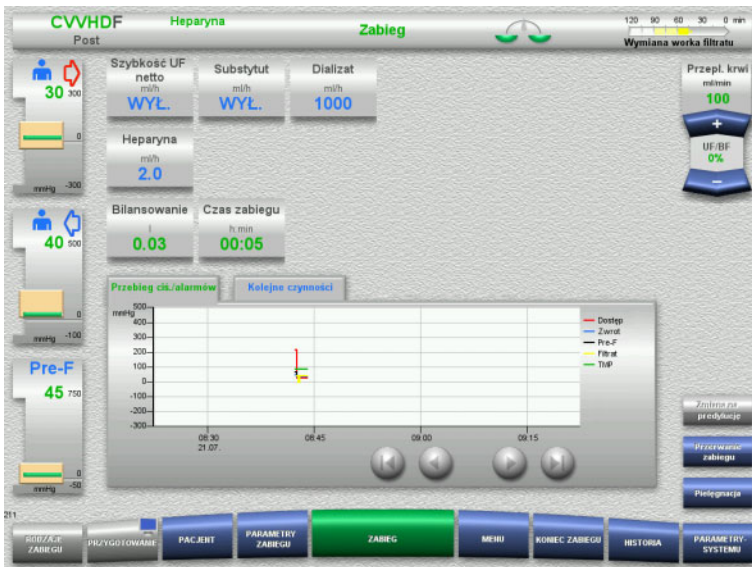 CVVHDF
Post
Heparyna
Zabieg
120 90 60 30 0 min
Wymiana worka filtratu
30
300
0
-300
mmHg
Szybkość UF
netto
ml/h
WYŁ.
Substytut
ml/h
WYŁ.
Dializat
ml/h
1000
Przepł. krwi
ml/min
100
+
UF/BF
0%
−
Heparyna
ml/h
2.0
40
500
0
-100
mmHg
Bilansowanie
l
0.03
Czas zabiegu
h:min
00:05
Przebieg ciś./alarmów
Kolejne czynności
mmHg
500
400
300
200
100
0
-100
-200
-300
08:30
21.07.
08:45
09:00
09:15
Dostęp
Zwrot
Pre-F
Filtrat
TMP
Pre-F
45
750
0
-50
mmHg
Zmiana na
predylucję
Przerwanie
zabiegu
Pielęgnacja
211
RODZAJE
ZABIEGU
PRZYGOTOWANIE
PACJENT
PARAMETRY
ZABIEGU
ZABIEG
MENU
KONIEC ZABIEGU
HISTORIA
PARAMETRY-
SYSTEMU